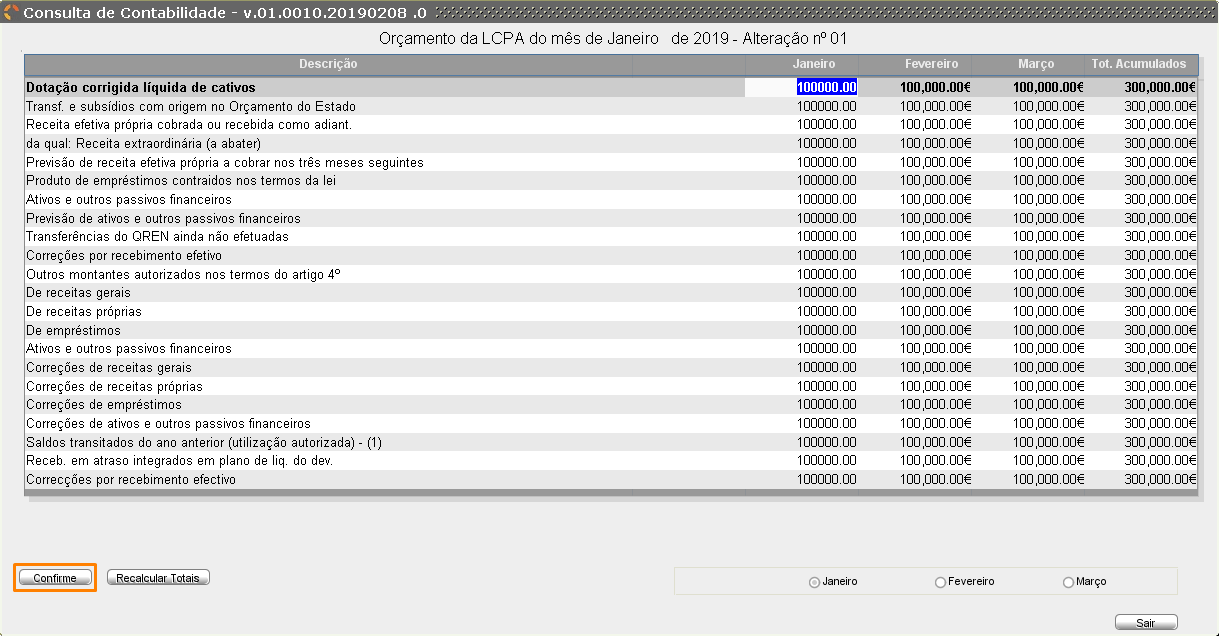 Consulta de Contabilidade - v.01.0010.20190208 .0
Orçamento da LCPA do mês de Janeiro de 2019 - Alteração nº 01
Descrição Janeiro Fevereiro Março Tot. Acumulados
Dotação corrigida líquida de cativos 100000.00 100,000.00€ 100,000.00€ 300,000.00€
Transf. e subsídios com origem no Orçamento do Estado 100000.00 100,000.00€ 100,000.00€ 300,000.00€
Receita efetiva própria cobrada ou recebida como adiant. 100000.00 100,000.00€ 100,000.00€ 300,000.00€
da qual: Receita extraordinária (a abater) 100000.00 100,000.00€ 100,000.00€ 300,000.00€
Previsão de receita efetiva própria a cobrar nos três meses seguintes 100000.00 100,000.00€ 100,000.00€ 300,000.00€
Produto de empréstimos contraidos nos termos da lei 100000.00 100,000.00€ 100,000.00€ 300,000.00€
Ativos e outros passivos financeiros 100000.00 100,000.00€ 100,000.00€ 300,000.00€
Previsão de ativos e outros passivos financeiros 100000.00 100,000.00€ 100,000.00€ 300,000.00€
Transferências do QREN ainda não efetuadas 100000.00 100,000.00€ 100,000.00€ 300,000.00€
Correções por recebimento efetivo 100000.00 100,000.00€ 100,000.00€ 300,000.00€
Outros montantes autorizados nos termos do artigo 4º 100000.00 100,000.00€ 100,000.00€ 300,000.00€
De receitas gerais 100000.00 100,000.00€ 100,000.00€ 300,000.00€
De receitas próprias 100000.00 100,000.00€ 100,000.00€ 300,000.00€
De empréstimos 100000.00 100,000.00€ 100,000.00€ 300,000.00€
Ativos e outros passivos financeiros 100000.00 100,000.00€ 100,000.00€ 300,000.00€
Correções de receitas gerais 100000.00 100,000.00€ 100,000.00€ 300,000.00€
Correções de receitas próprias 100000.00 100,000.00€ 100,000.00€ 300,000.00€
Correções de empréstimos 100000.00 100,000.00€ 100,000.00€ 300,000.00€
Correções de ativos e outros passivos financeiros 100000.00 100,000.00€ 100,000.00€ 300,000.00€
Saldos transitados do ano anterior (utilização autorizada) - (1) 100000.00 100,000.00€ 100,000.00€ 300,000.00€
Receb. em atraso integrados em plano de liq. do dev. 100000.00 100,000.00€ 100,000.00€ 300,000.00€
Correcções por recebimento efectivo 100000.00 100,000.00€ 100,000.00€ 300,000.00€
Confirme Recalcular Totais Janeiro Fevereiro Março
Sair